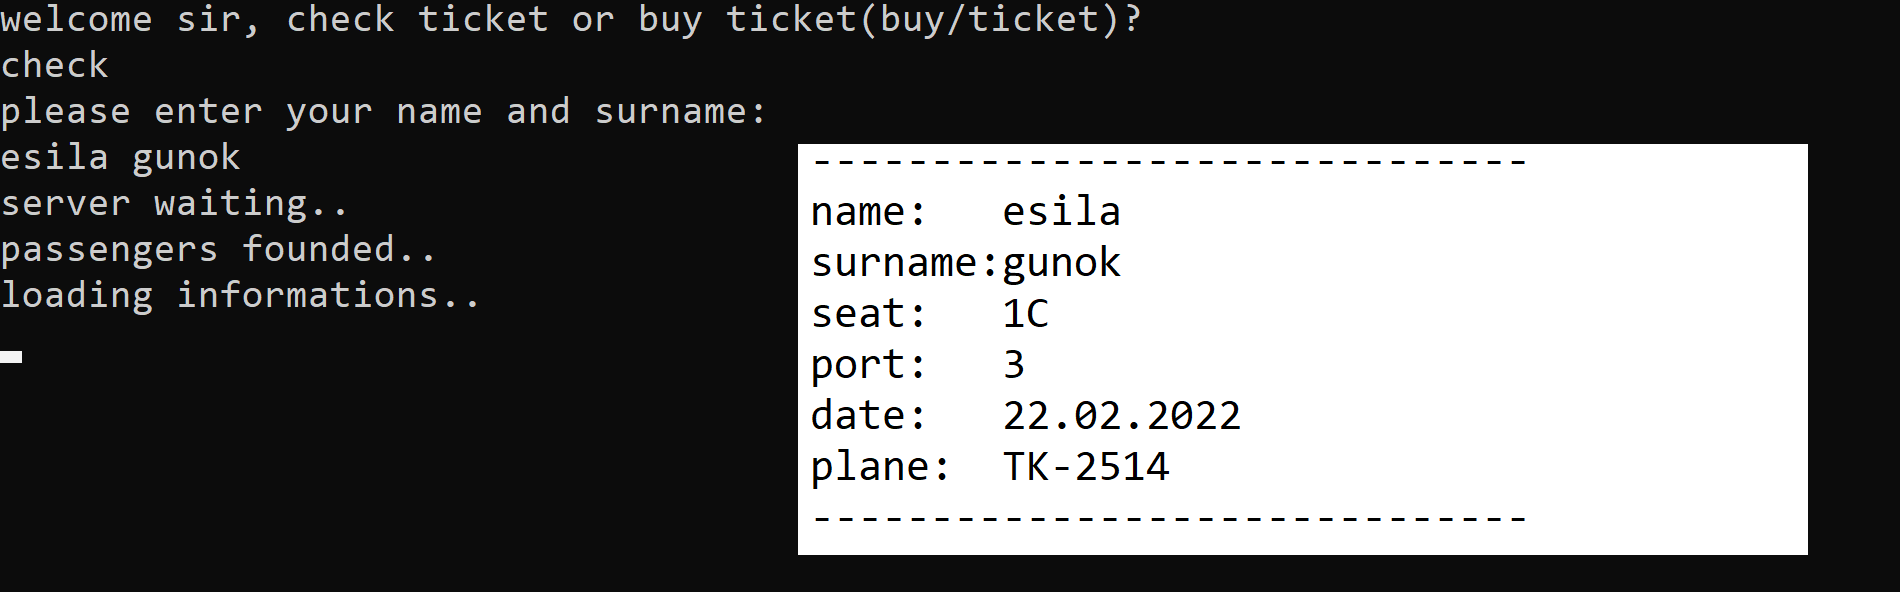 welcome sir, check ticket or buy ticket(buy/ticket)?
check
please enter your name and surname:
esila gunok
server waiting..
passengers founded..
loading informations..
------------------------------
name:   esila
surname:gunok
seat:   1C
port:   3
date:   22.02.2022
plane:  TK-2514
------------------------------